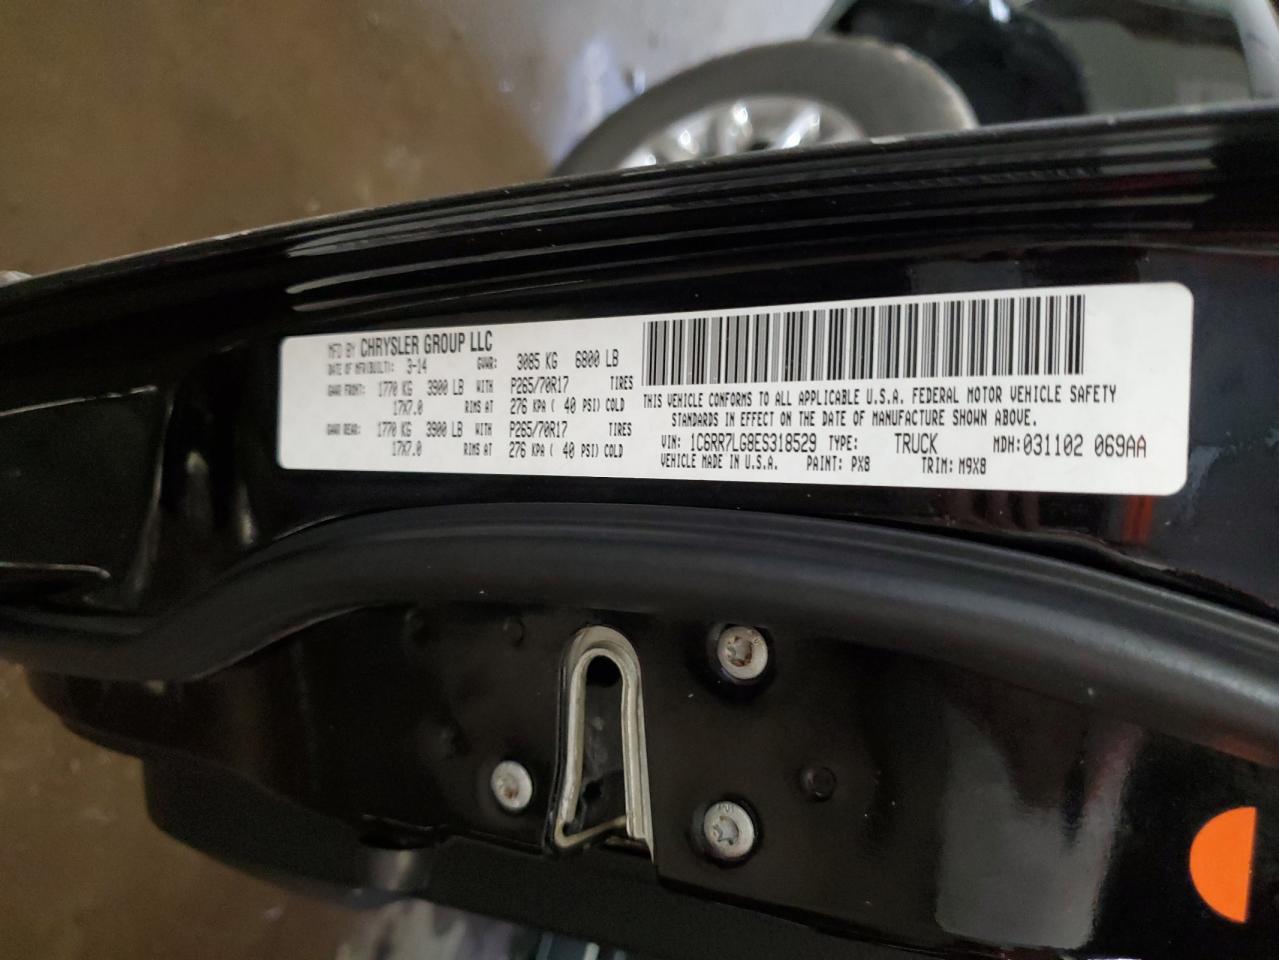 MFD BY CHRYSLER GROUP LLC
DATE OF MFR(BUILT): 3-14 GVWR: 3085 KG 6800 LB
GAWR FRONT: 1770 KG 3900 LB WITH P265/70R17 TIRES
17X7.0 RIMS AT 276 KPA ( 40 PSI) COLD
GAWR REAR: 1770 KG 3900 LB WITH P265/70R17 TIRES
17X7.0 RIMS AT 276 KPA ( 40 PSI) COLD
THIS VEHICLE CONFORMS TO ALL APPLICABLE U.S.A. FEDERAL MOTOR VEHICLE SAFETY
STANDARDS IN EFFECT ON THE DATE OF MANUFACTURE SHOWN ABOVE.
VIN: 1C6RR7LG8ES318529 TYPE: TRUCK MDH: 031102 069AA
VEHICLE MADE IN U.S.A. PAINT: PX8 TRIM: M9X8